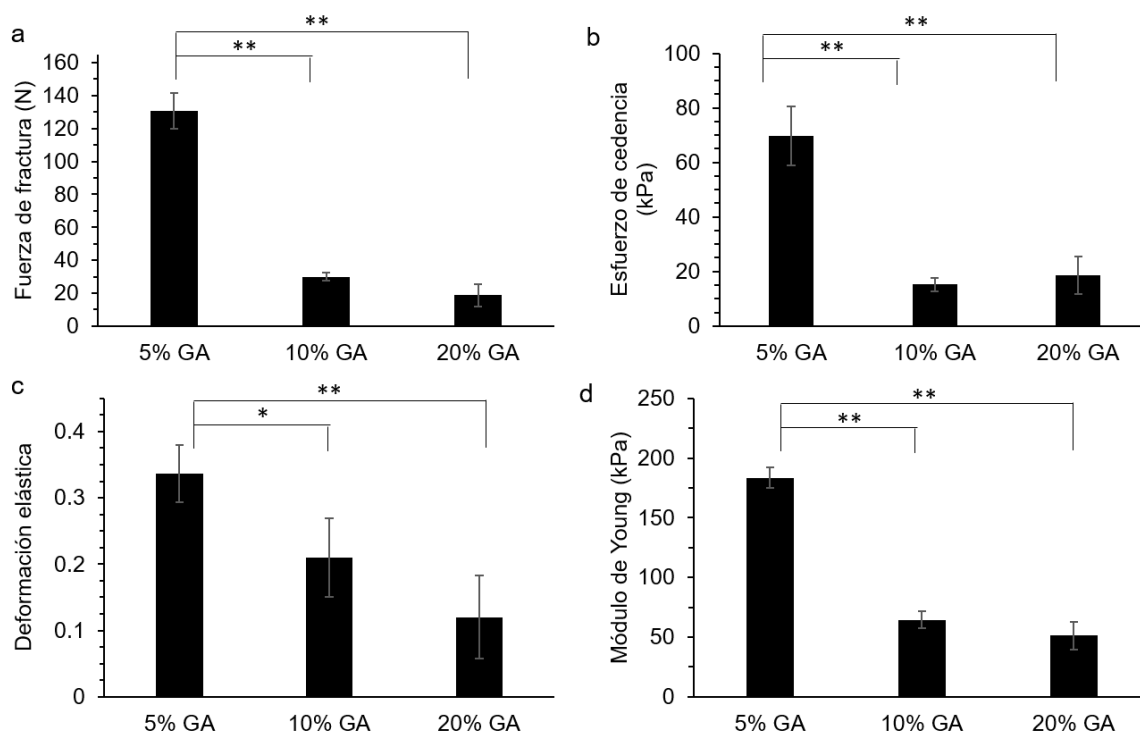 a
**
**
Fuerza de fractura (N)
160
140
120
100
80
60
40
20
0
5% GA 10% GA 20% GA
b
**
**
Esfuerzo de cedencia
(kPa)
100
80
60
40
20
0
5% GA 10% GA 20% GA
c
**
*
Deformación elástica
0.4
0.3
0.2
0.1
0
5% GA 10% GA 20% GA
d
**
**
Módulo de Young (kPa)
250
200
150
100
50
0
5% GA 10% GA 20% GA